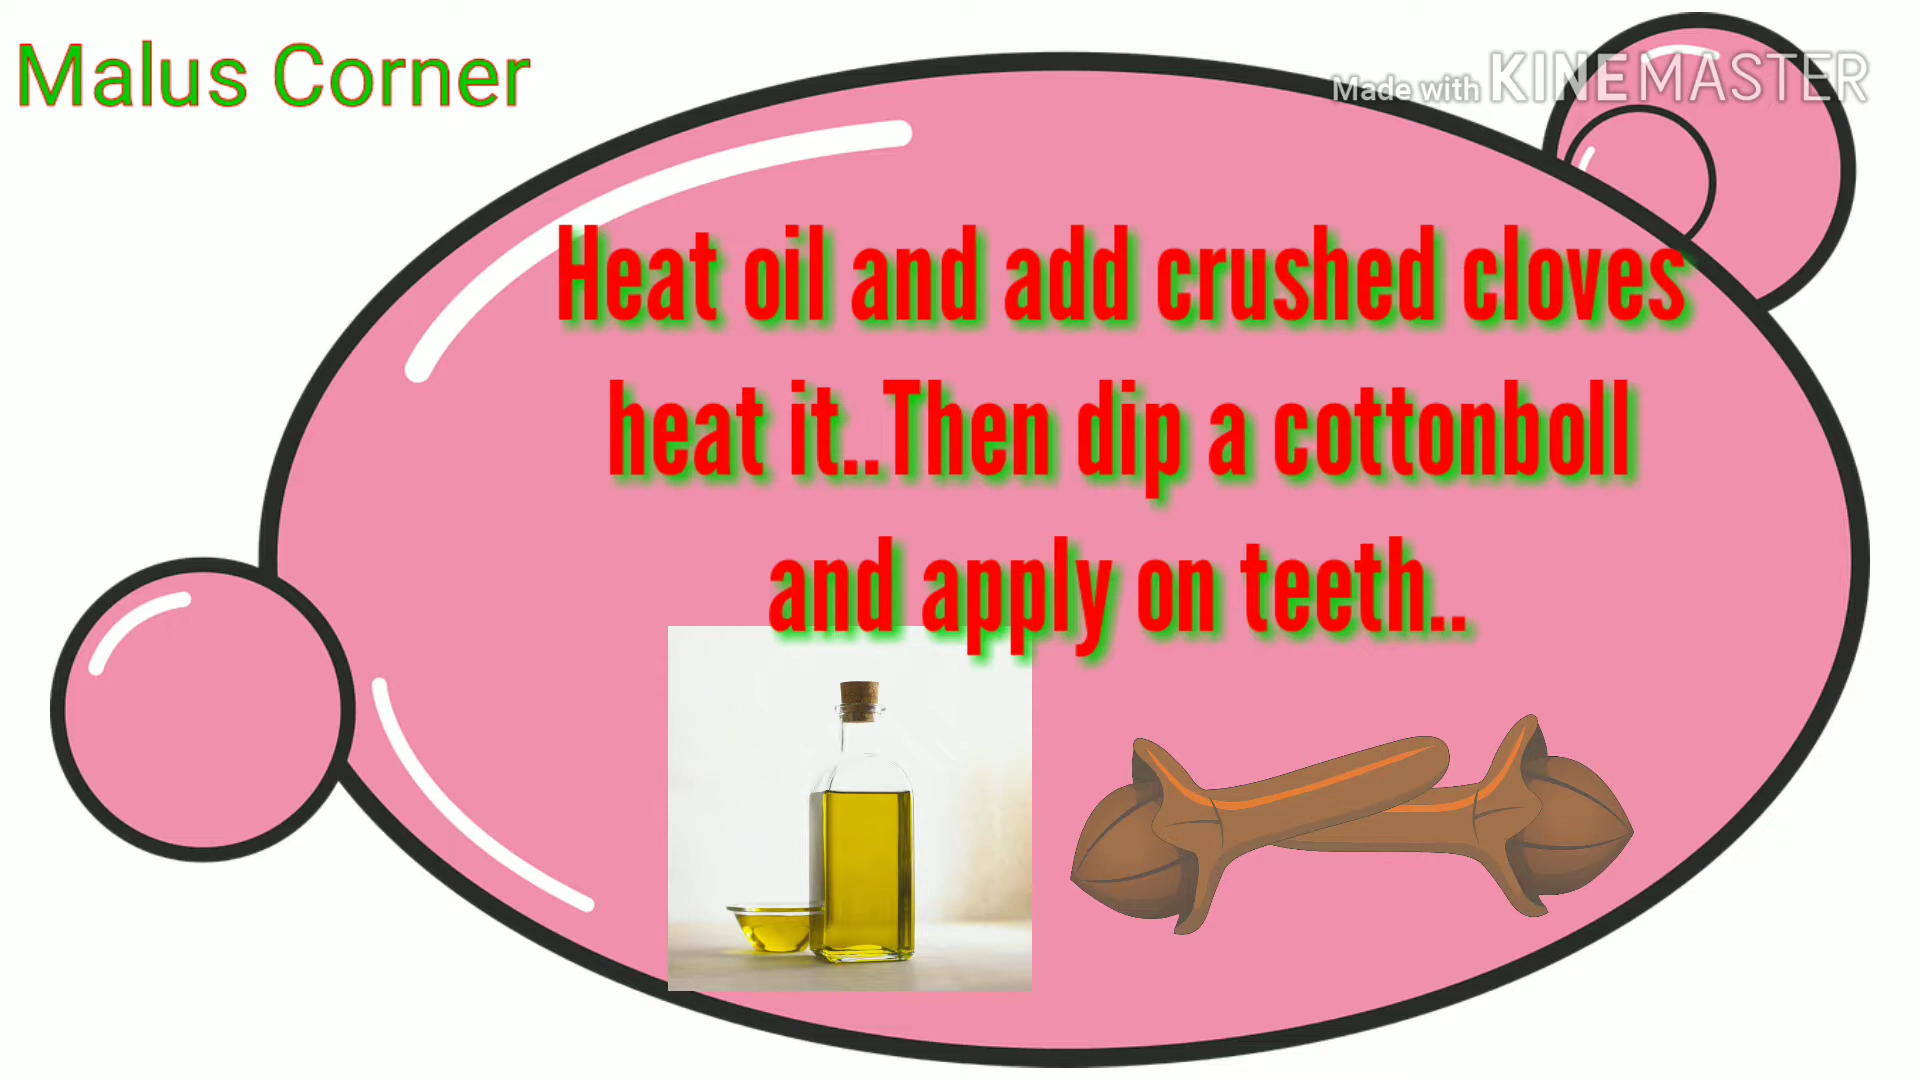 Malus Corner
Made with KINEMASTER
Heat oil and add crushed cloves
heat it..Then dip a cottonboll
and apply on teeth..